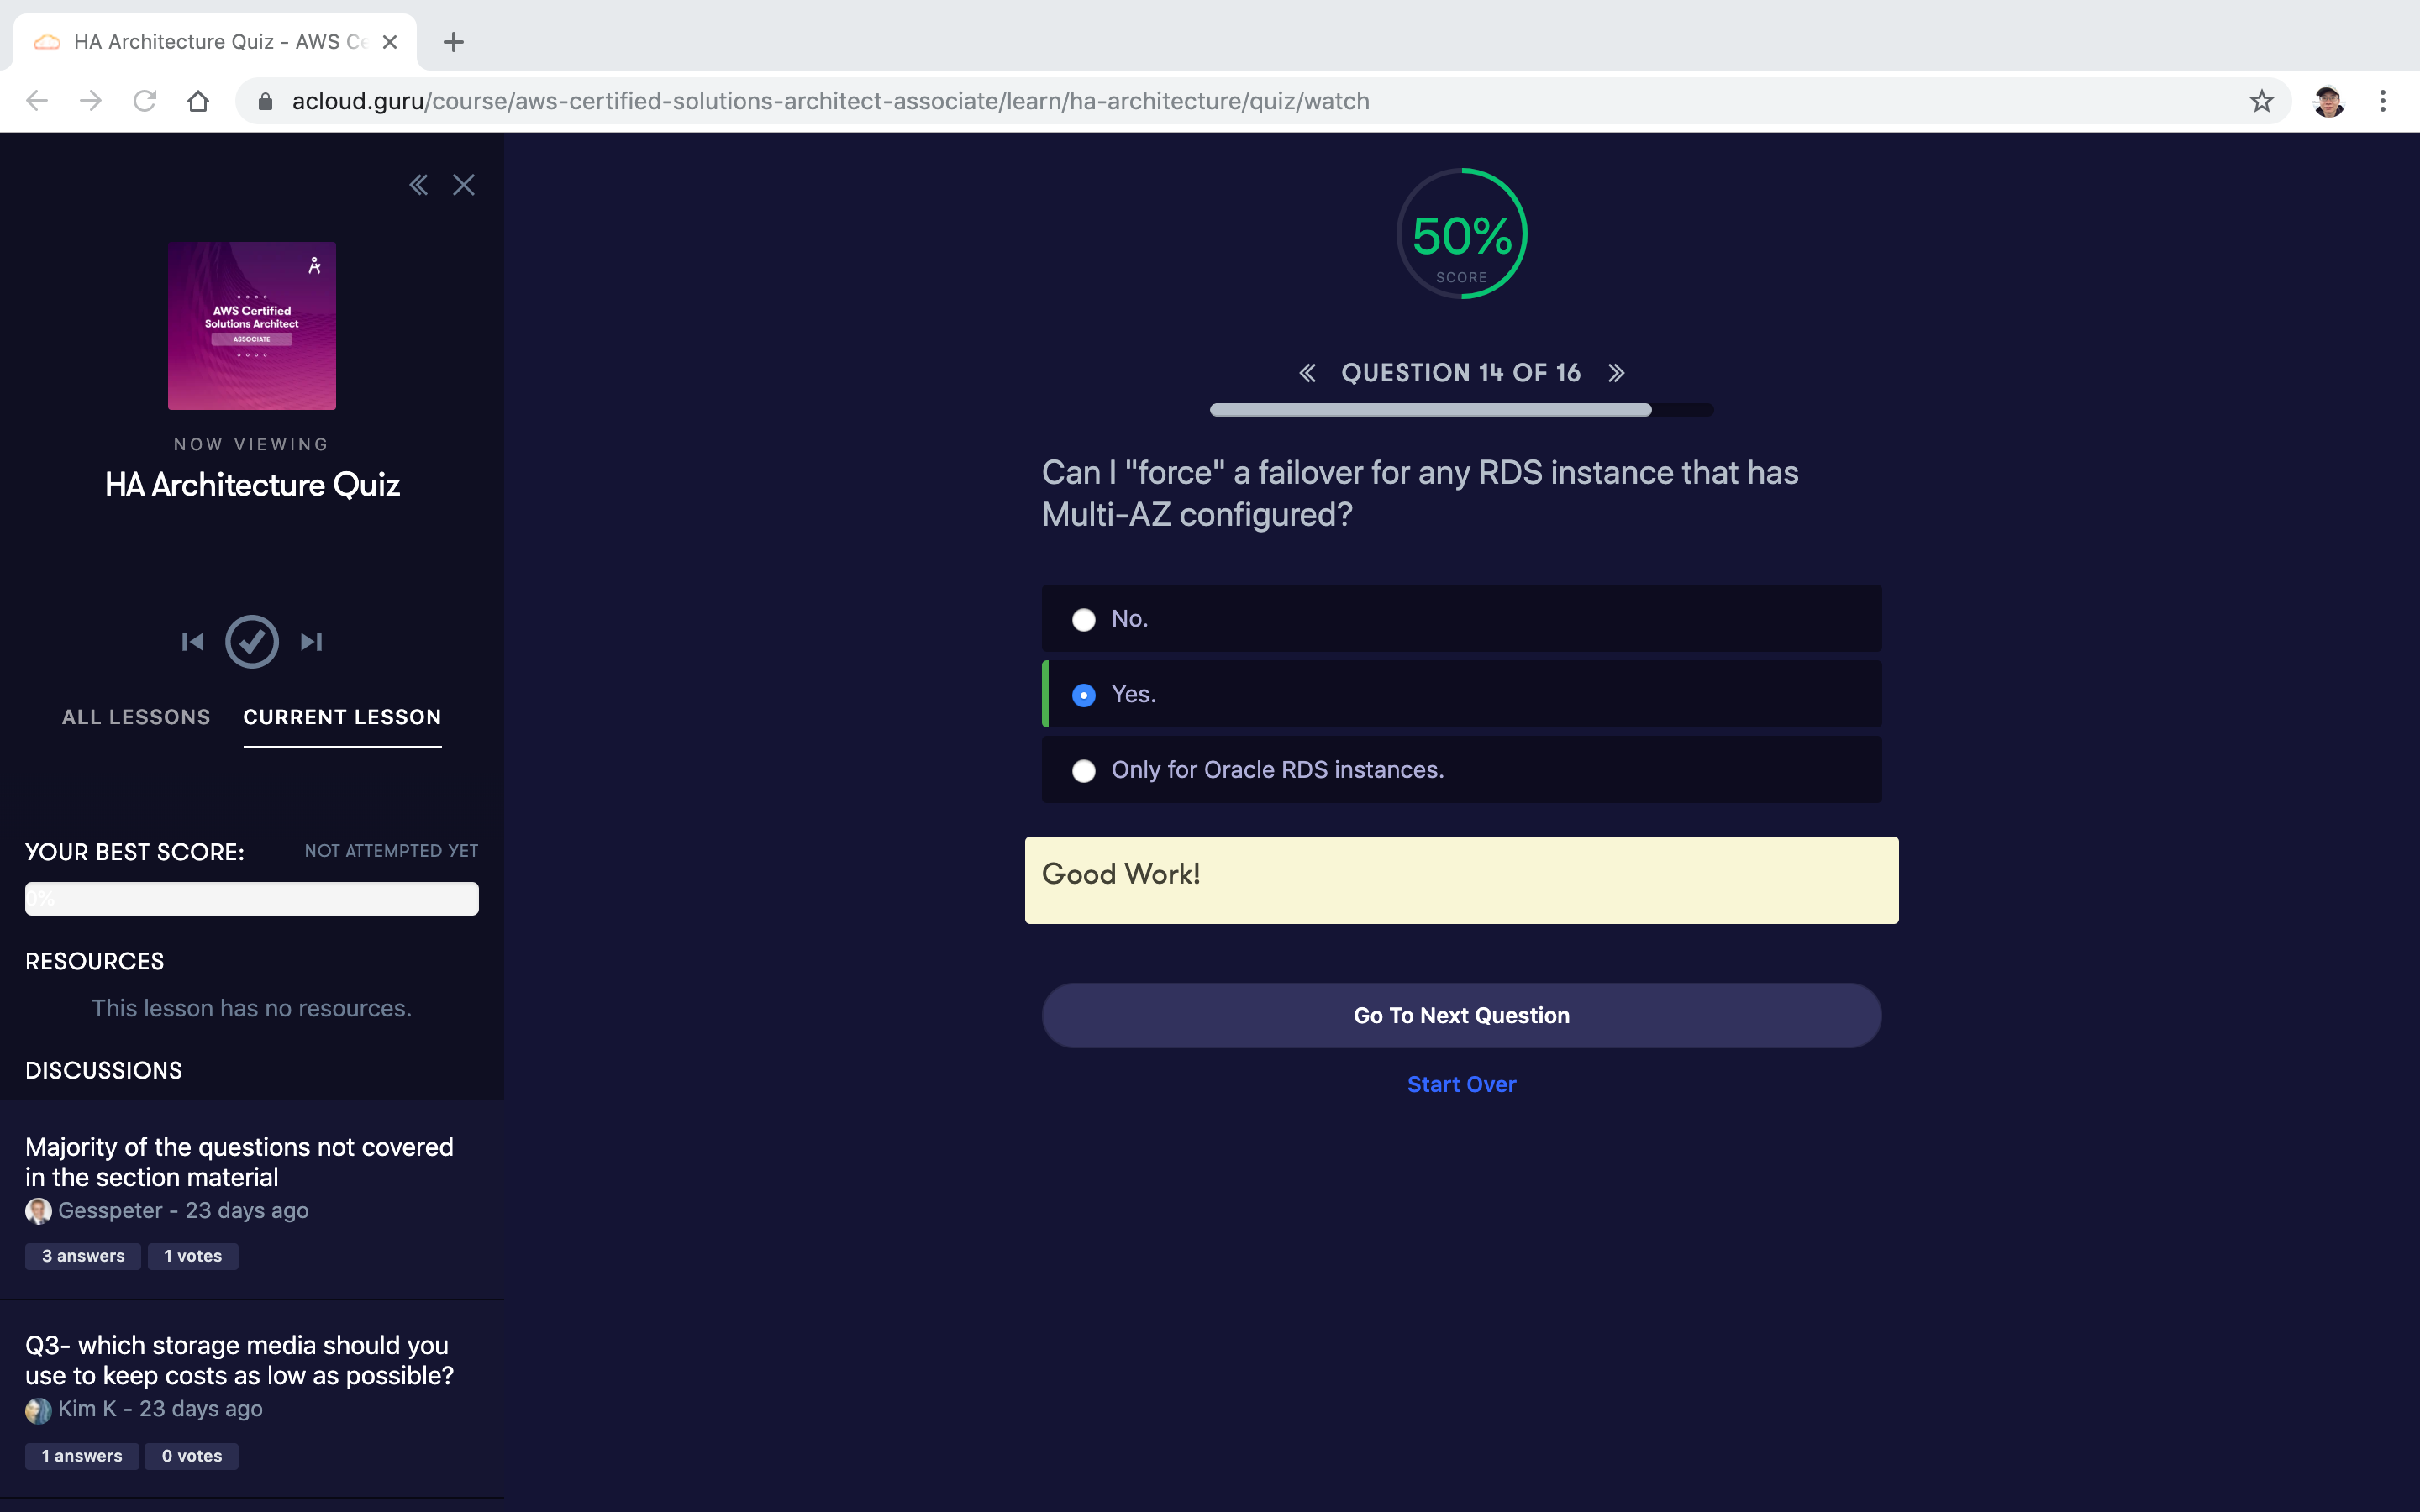 HA Architecture Quiz - AWS Ce
acloud.guru/course/aws-certified-solutions-architect-associate/learn/ha-architecture/quiz/watch
AWS Certified
Solutions Architect
ASSOCIATE
NOW VIEWING
HA Architecture Quiz
ALL LESSONS
CURRENT LESSON
YOUR BEST SCORE:
NOT ATTEMPTED YET
0%
RESOURCES
This lesson has no resources.
DISCUSSIONS
Majority of the questions not covered
in the section material
Gesspeter - 23 days ago
3 answers
1 votes
Q3- which storage media should you
use to keep costs as low as possible?
Kim K - 23 days ago
1 answers
0 votes
50%
SCORE
QUESTION 14 OF 16
Can I "force" a failover for any RDS instance that has
Multi-AZ configured?
No.
Yes.
Only for Oracle RDS instances.
Good Work!
Go To Next Question
Start Over